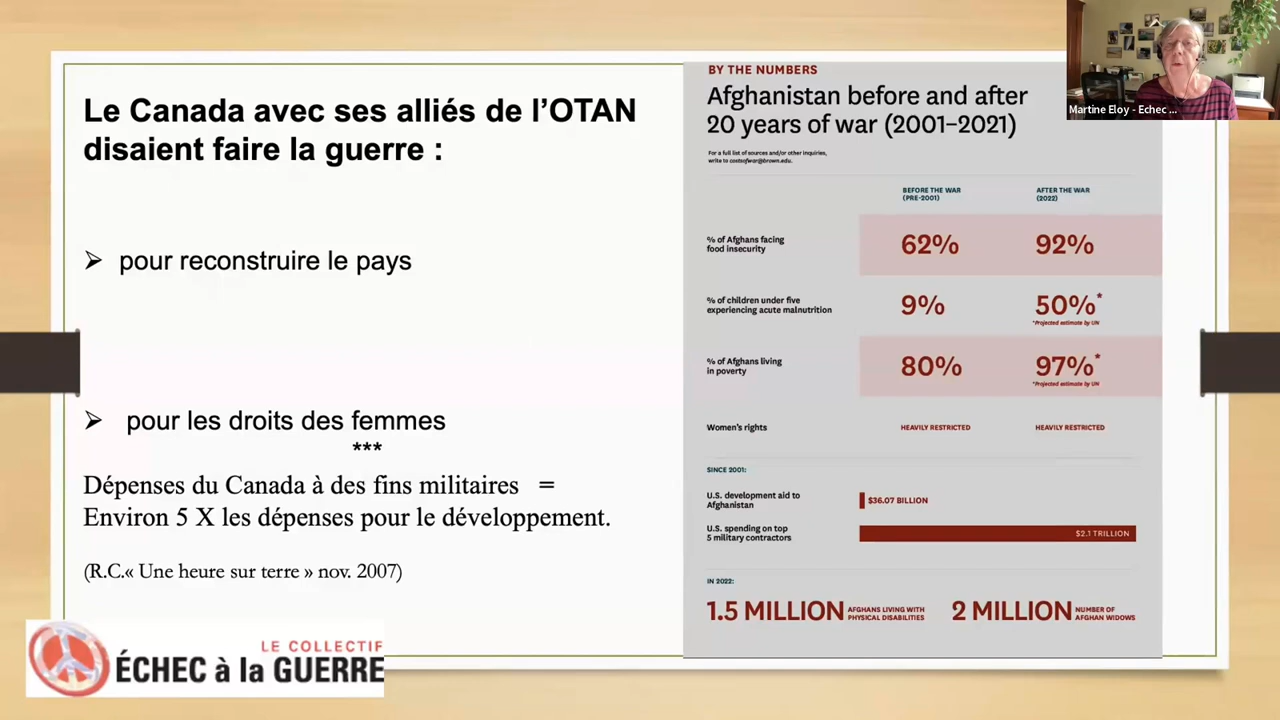 Le Canada avec ses alliés de l’OTAN
disaient faire la guerre :
➢ pour reconstruire le pays
➢ pour les droits des femmes
***
Dépenses du Canada à des fins militaires =
Environ 5 X les dépenses pour le développement.
(R.C.« Une heure sur terre » nov. 2007)
LE COLLECTIF
ÉCHEC à la GUERRE
BY THE NUMBERS
Afghanistan before and after
20 years of war (2001–2021)
For a full list of sources and/or other inquiries,
write to costsofwar@brown.edu.
BEFORE THE WAR
(PRE-2001)
AFTER THE WAR
(2022)
% of Afghans facing
food insecurity
62%
92%
% of children under five
experiencing acute malnutrition
9%
50%*
*Projected estimate by UN
% of Afghans living
in poverty
80%
97%*
*Projected estimate by UN
Women’s rights
HEAVILY RESTRICTED
HEAVILY RESTRICTED
SINCE 2001:
U.S. development aid to
Afghanistan
$36.07 BILLION
U.S. spending on top
5 military contractors
$2.1 TRILLION
IN 2022:
1.5 MILLION AFGHANS LIVING WITH
PHYSICAL DISABILITIES
2 MILLION NUMBER OF
AFGHAN WIDOWS
Martine Eloy - Echec ...